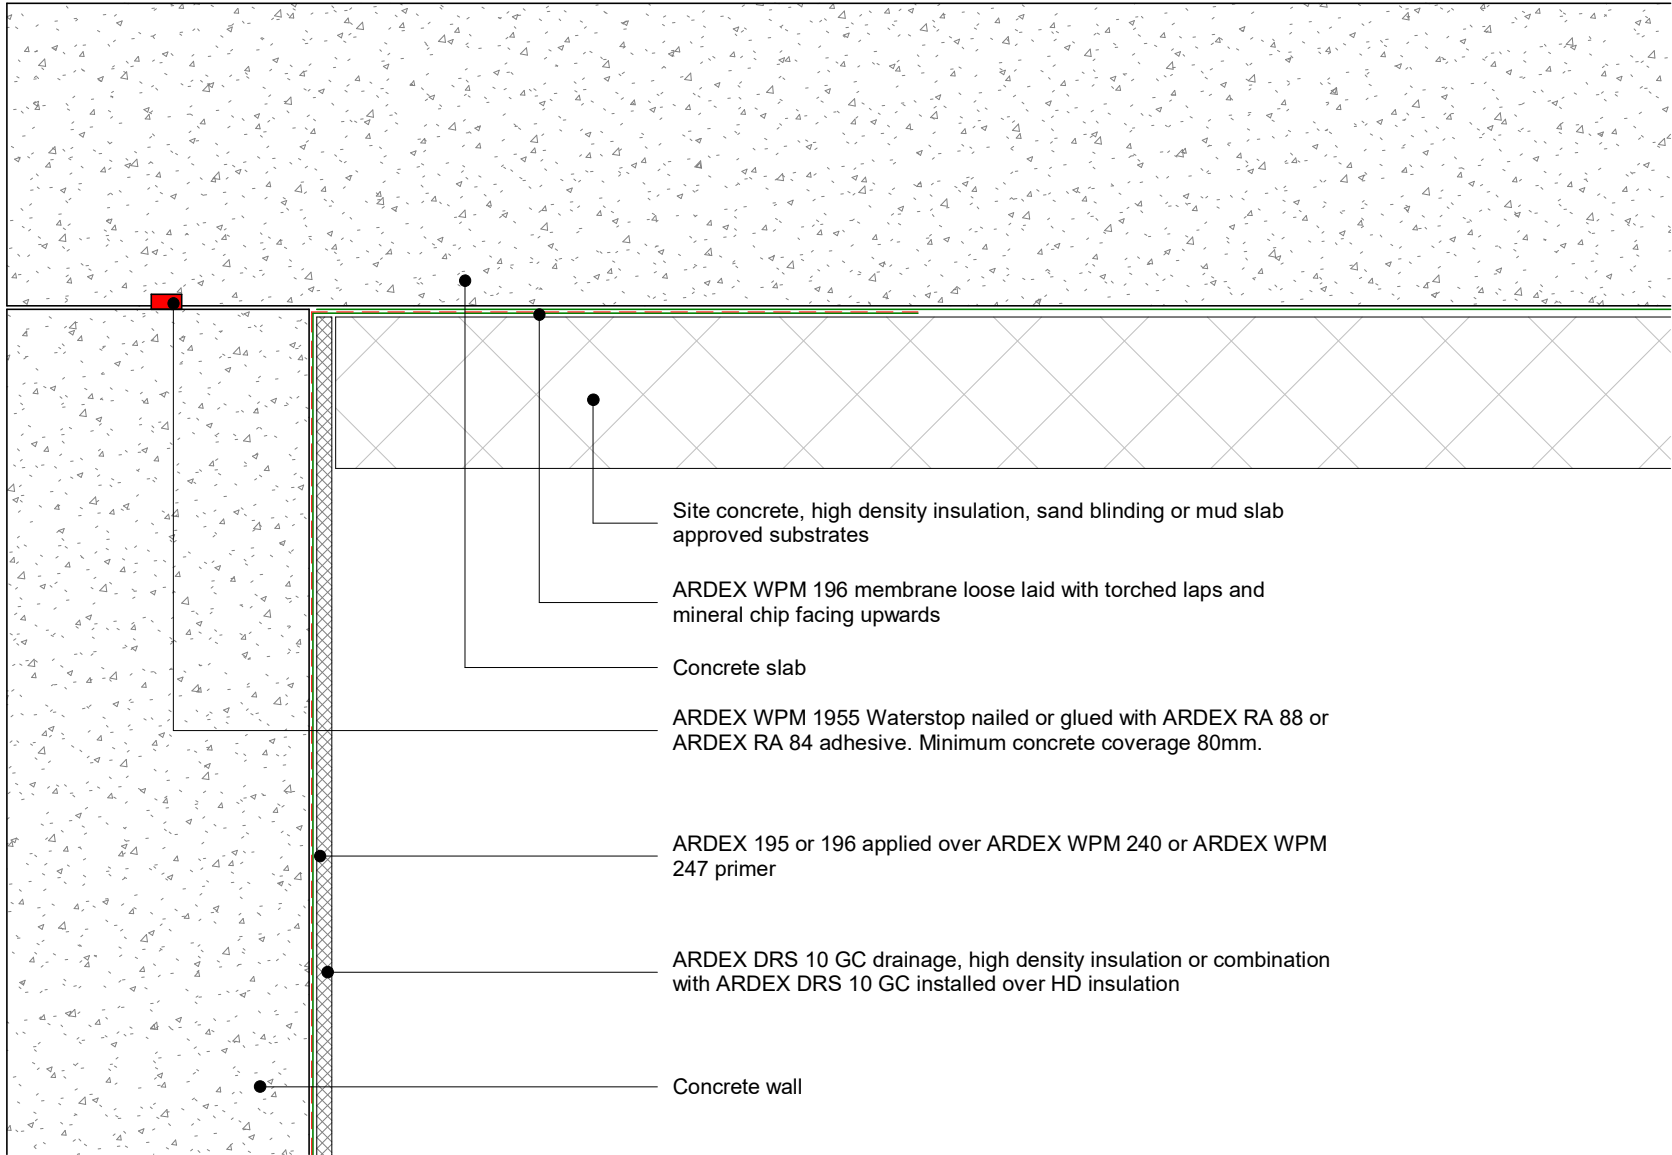 Site concrete, high density insulation, sand blinding or mud slab
approved substrates
ARDEX WPM 196 membrane loose laid with torched laps and
mineral chip facing upwards
Concrete slab
ARDEX WPM 1955 Waterstop nailed or glued with ARDEX RA 88 or
ARDEX RA 84 adhesive. Minimum concrete coverage 80mm.
ARDEX 195 or 196 applied over ARDEX WPM 240 or ARDEX WPM
247 primer
ARDEX DRS 10 GC drainage, high density insulation or combination
with ARDEX DRS 10 GC installed over HD insulation
Concrete wall